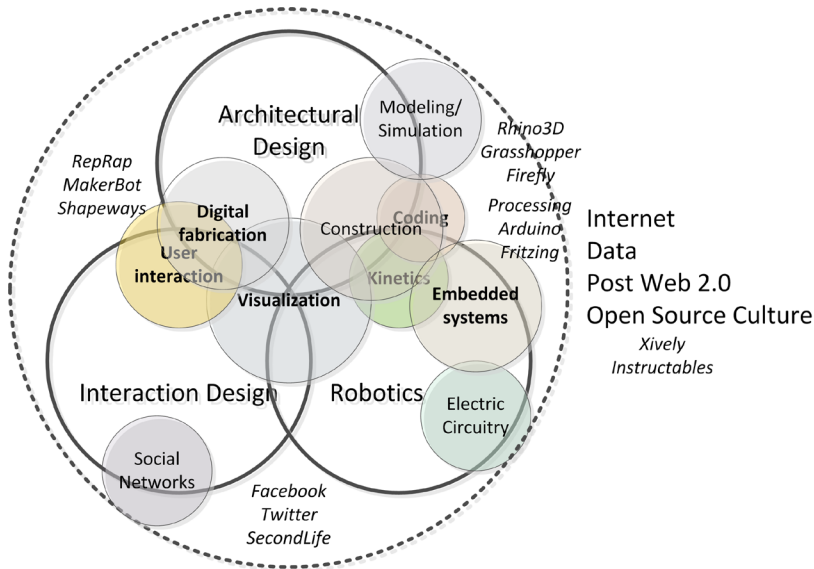 Architectural
Design
Modeling/
Simulation
Rhino3D
Grasshopper
Firefly
RepRap
MakerBot
Shapeways
Processing
Arduino
Fritzing
Digital
fabrication
Construction
Coding
User
interaction
Visualization
Kinetics
Embedded
systems
Internet
Data
Post Web 2.0
Open Source Culture
Xively
Instructables
Interaction Design
Robotics
Electric
Circuitry
Social
Networks
Facebook
Twitter
SecondLife